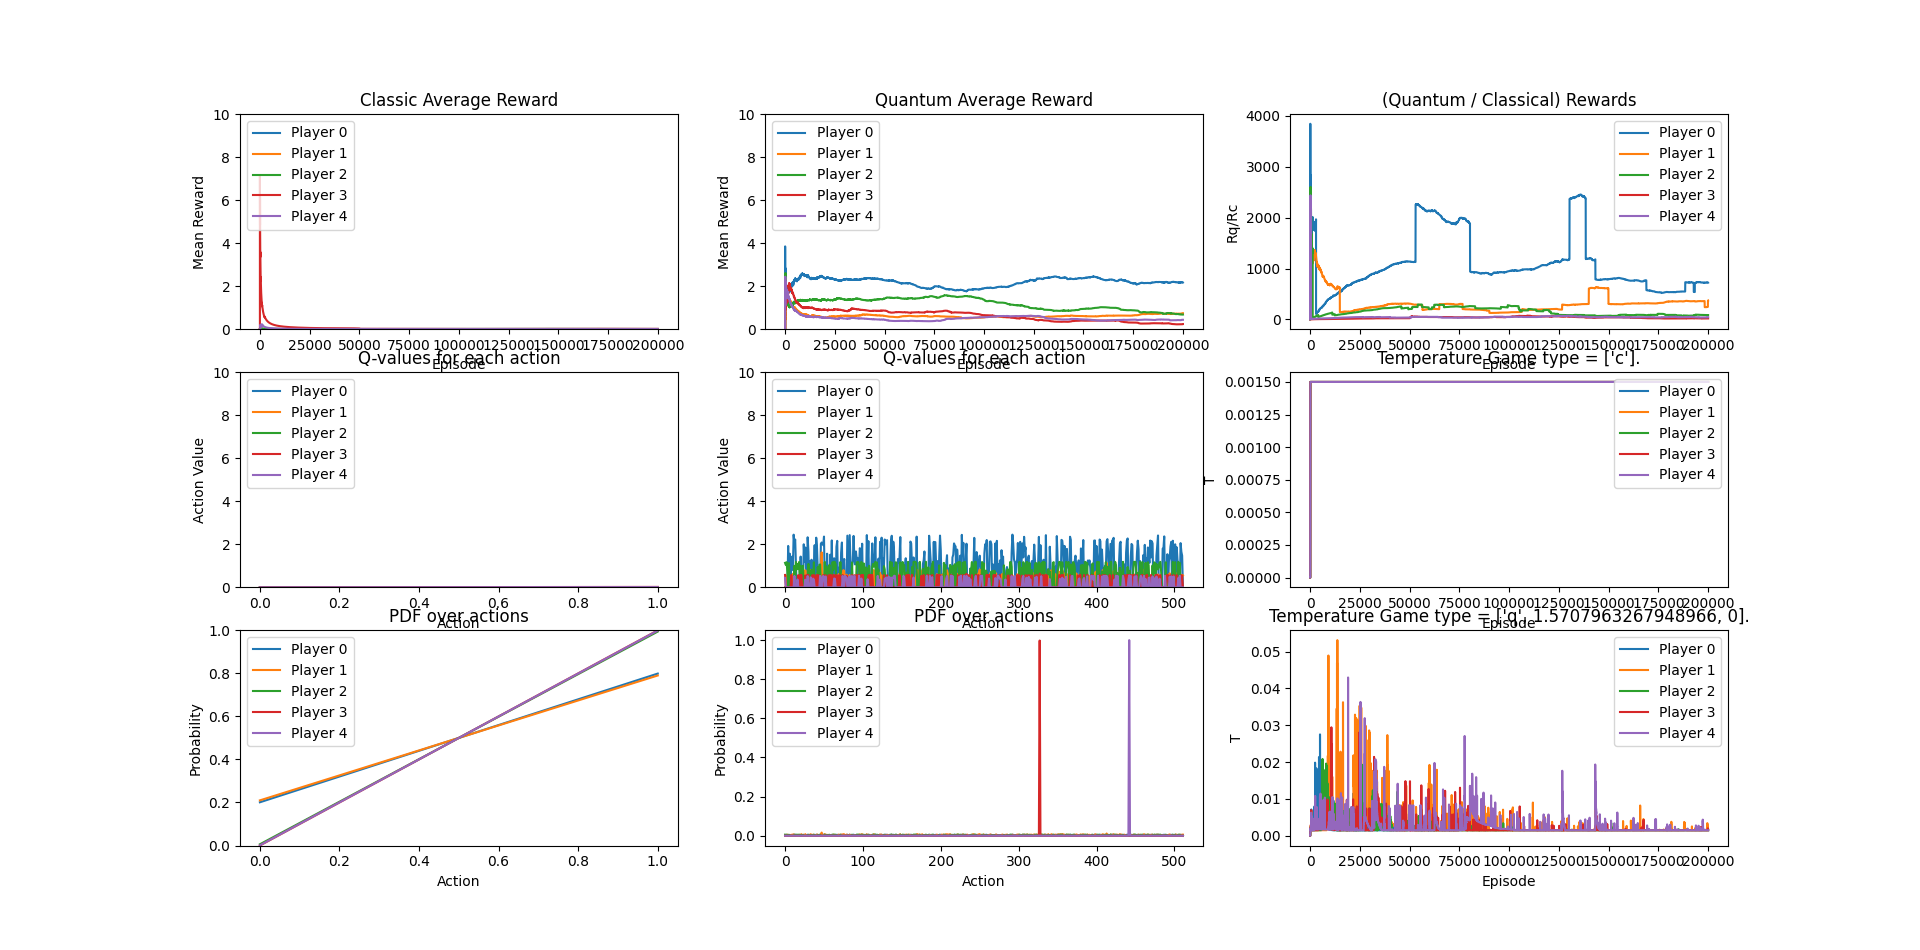 Classic Average Reward
10
8
6
4
2
0
Mean Reward
Player 0
Player 1
Player 2
Player 3
Player 4
0 25000 50000 75000 100000 125000 150000 175000 200000
Episode
Quantum Average Reward
10
8
6
4
2
0
Mean Reward
Player 0
Player 1
Player 2
Player 3
Player 4
0 25000 50000 75000 100000 125000 150000 175000 200000
Episode
(Quantum / Classical) Rewards
4000
3000
2000
1000
0
Rq/Rc
Player 0
Player 1
Player 2
Player 3
Player 4
0 25000 50000 75000 100000 125000 150000 175000 200000
Episode
Q-values for each action
10
8
6
4
2
0
Action Value
Player 0
Player 1
Player 2
Player 3
Player 4
0.0 0.2 0.4 0.6 0.8 1.0
Action
Q-values for each action
10
8
6
4
2
0
Action Value
Player 0
Player 1
Player 2
Player 3
Player 4
0 100 200 300 400 500
Action
Temperature Game type = ['c'].
0.00150
0.00125
0.00100
0.00075
0.00050
0.00025
0.00000
T
Player 0
Player 1
Player 2
Player 3
Player 4
0 25000 50000 75000 100000 125000 150000 175000 200000
Episode
PDF over actions
1.0
0.8
0.6
0.4
0.2
0.0
Probability
Player 0
Player 1
Player 2
Player 3
Player 4
0.0 0.2 0.4 0.6 0.8 1.0
Action
PDF over actions
1.0
0.8
0.6
0.4
0.2
0.0
Probability
Player 0
Player 1
Player 2
Player 3
Player 4
0 100 200 300 400 500
Action
Temperature Game type = ['q', 1.5707963267948966, 0].
0.05
0.04
0.03
0.02
0.01
0.00
T
Player 0
Player 1
Player 2
Player 3
Player 4
0 25000 50000 75000 100000 125000 150000 175000 200000
Episode